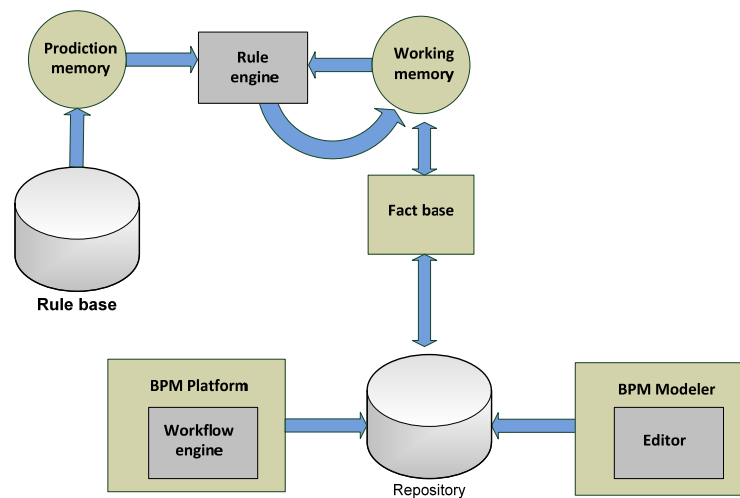 Prodiction
memory
Rule
engine
Working
memory
Fact base
Rule base
BPM Platform
Workflow
engine
Repository
BPM Modeler
Editor